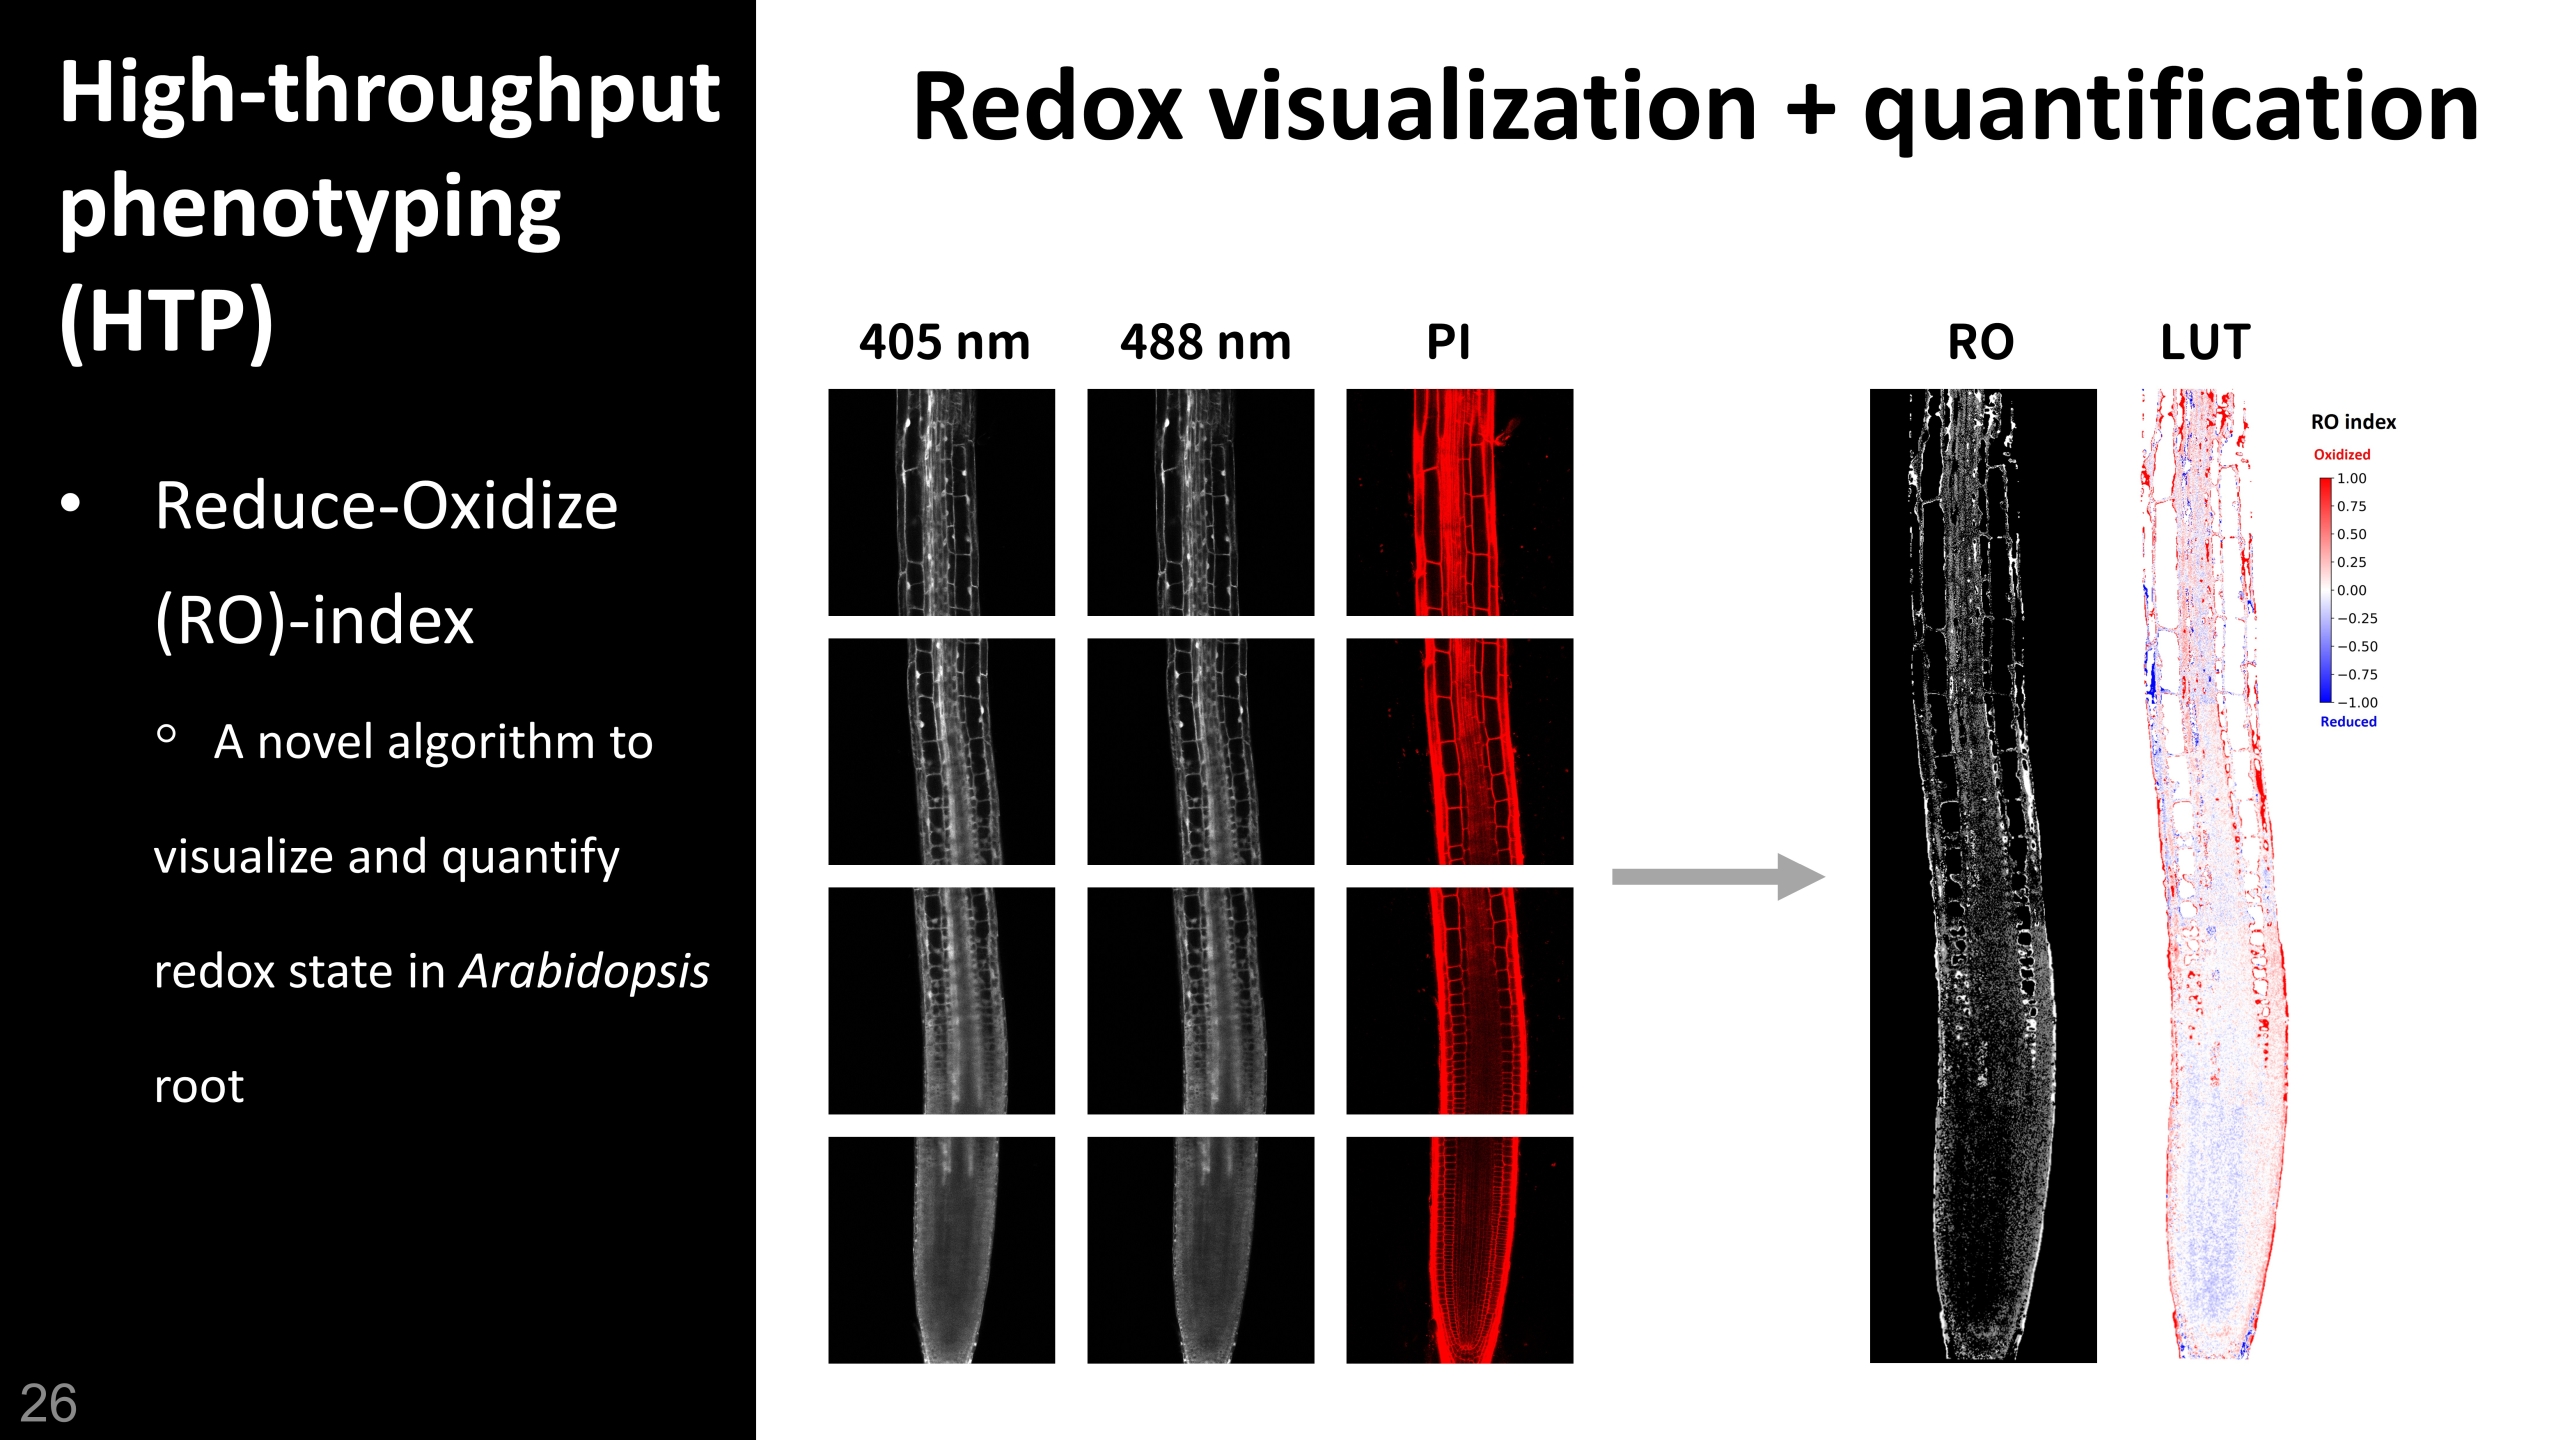 High-throughput
phenotyping
(HTP)
• Reduce-Oxidize
(RO)-index
° A novel algorithm to
visualize and quantify
redox state in Arabidopsis
root
26
Redox visualization + quantification
405 nm
488 nm
PI
RO
LUT
RO index
Oxidized
1.00
0.75
0.50
0.25
0.00
−0.25
−0.50
−0.75
−1.00
Reduced